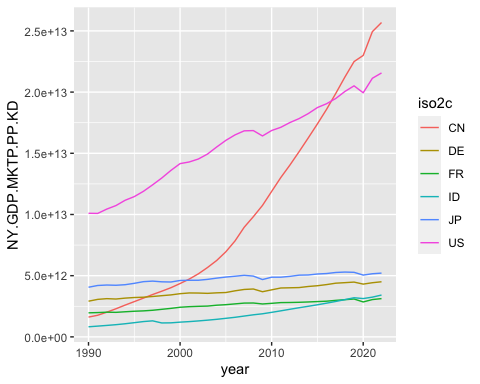 2.5e+13
2.0e+13
1.5e+13
1.0e+13
5.0e+12
0.0e+00
NY.GDP.MKTP.PP.KD
1990
2000
2010
2020
year
iso2c
CN
DE
FR
ID
JP
US